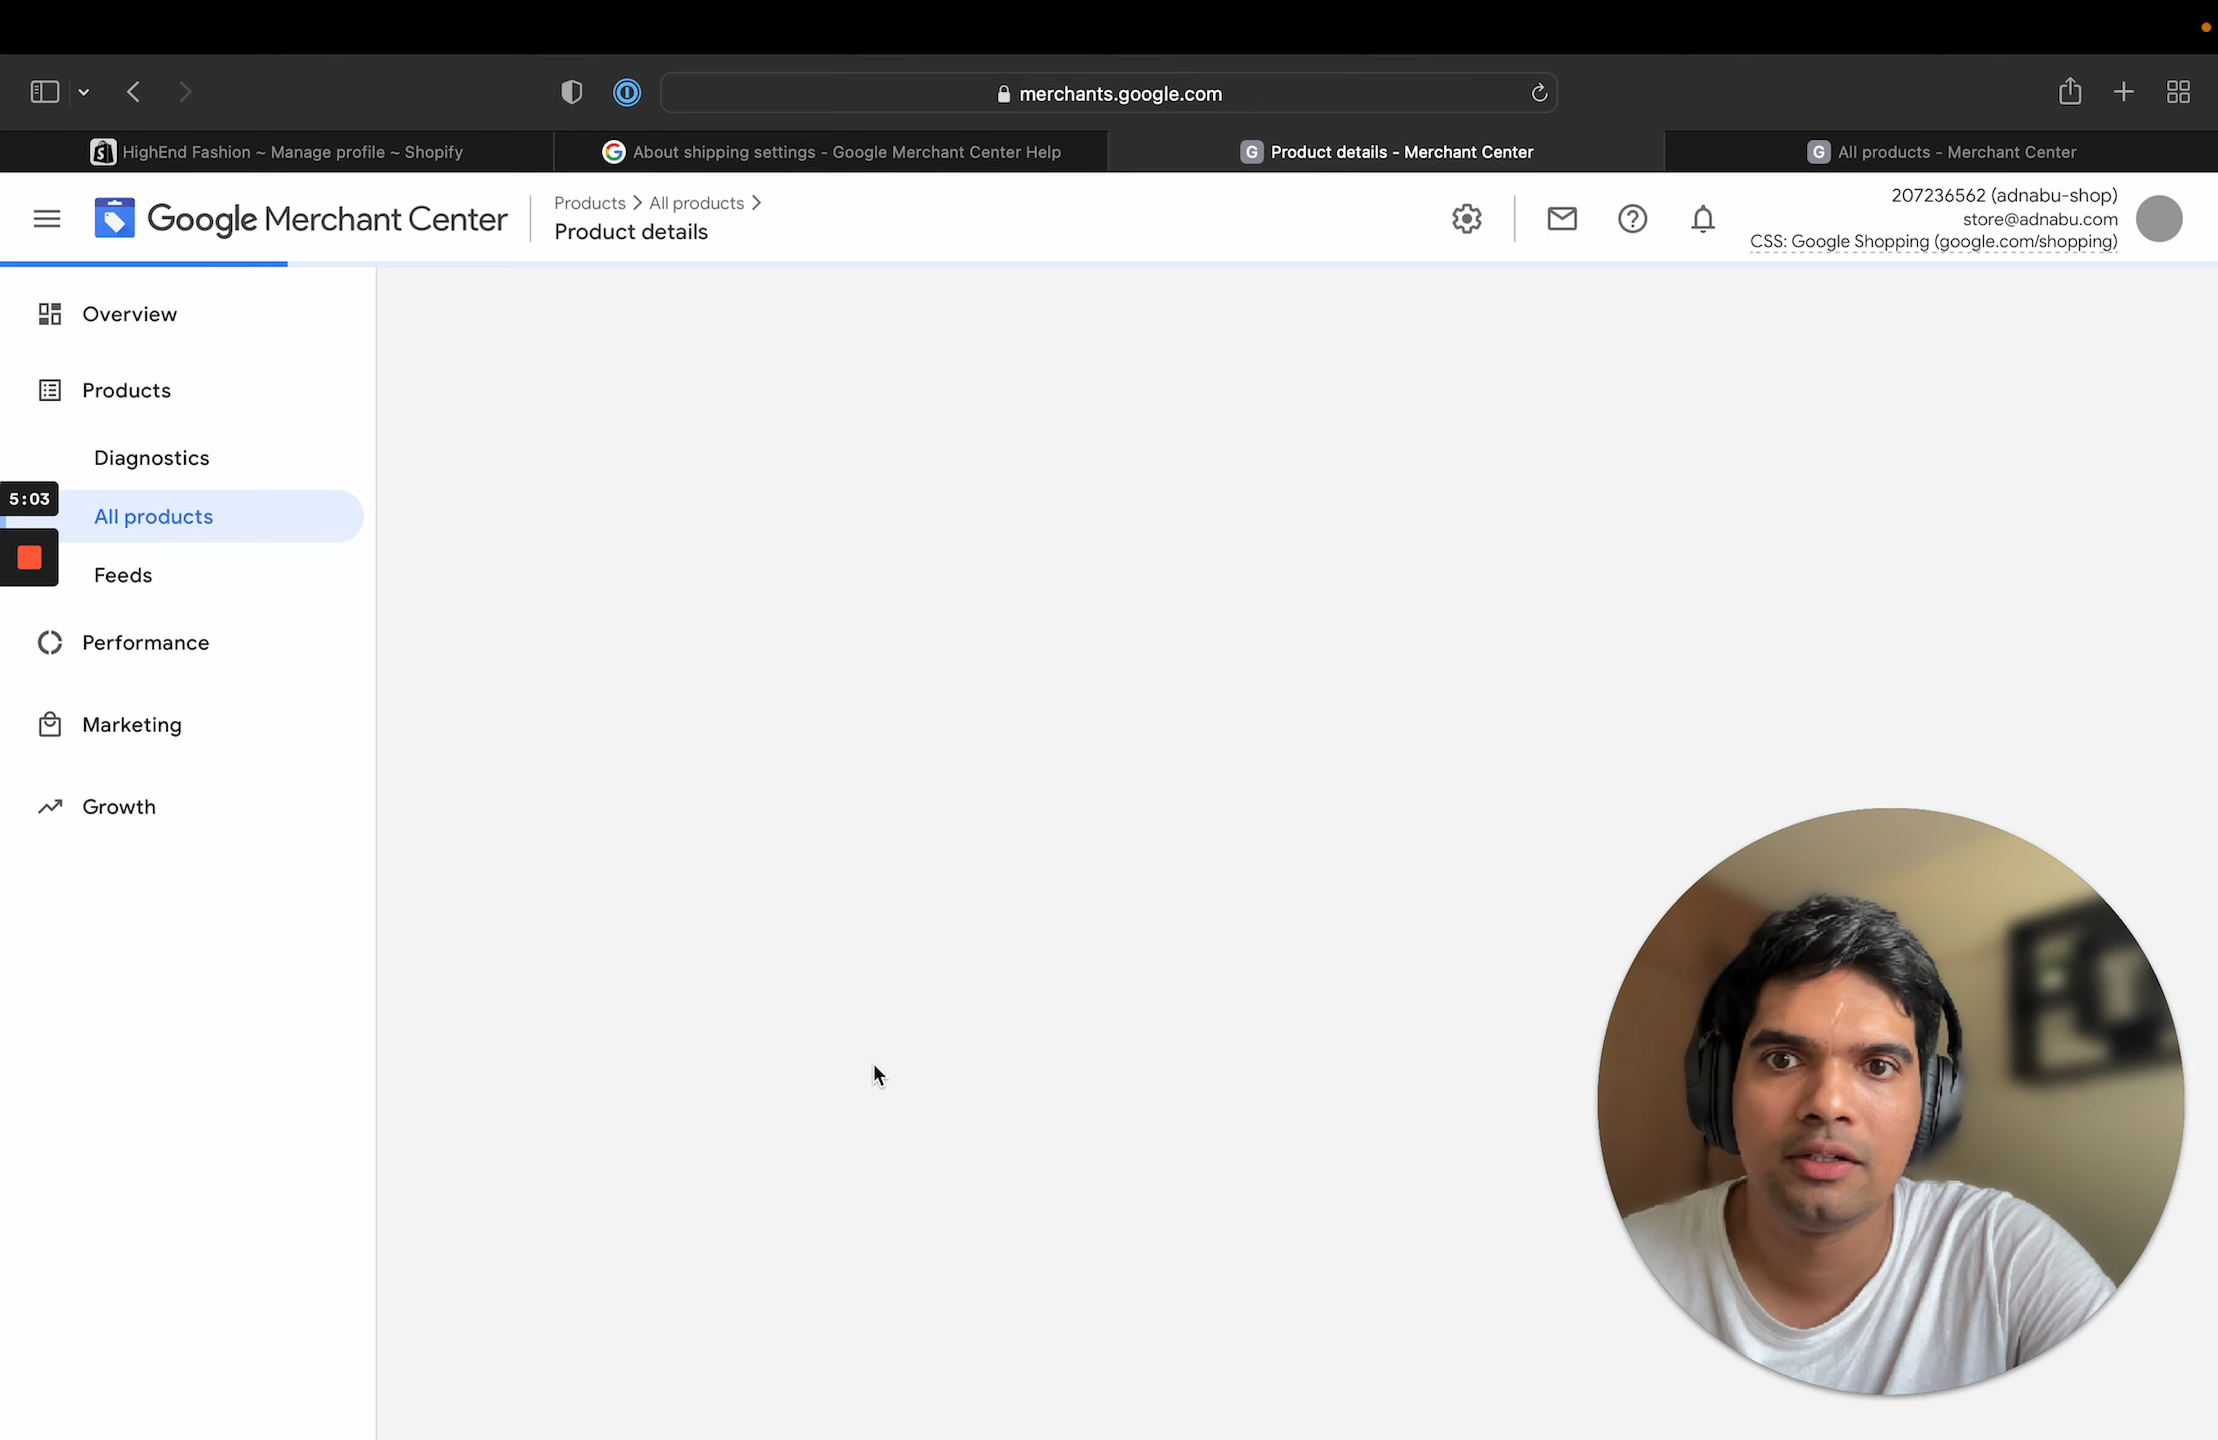 merchants.google.com
HighEnd Fashion ~ Manage profile ~ Shopify
G About shipping settings - Google Merchant Center Help
G Product details - Merchant Center
G All products - Merchant Center
Google Merchant Center
Products > All products >
Product details
207236562 (adnabu-shop)
store@adnabu.com
CSS: Google Shopping (google.com/shopping)
Overview
Products
Diagnostics
5:03
All products
Feeds
Performance
Marketing
Growth